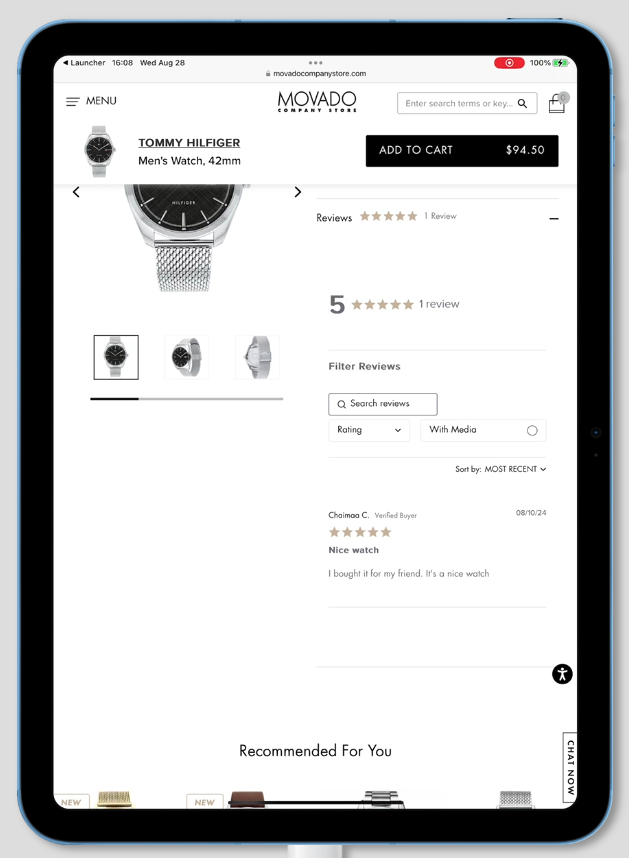 Launcher 16:08 Wed Aug 28
100%
movadocompanystore.com
MENU
MOVADO
COMPANY STORE
Enter search terms or key...
0
TOMMY HILFIGER
Men's Watch, 42mm
ADD TO CART $94.50
HILFIGER
Reviews 1 Review
5 1 review
Filter Reviews
Search reviews
Rating
With Media
Sort by: MOST RECENT
Chaimaa C. Verified Buyer 08/10/24
Nice watch
I bought it for my friend. It's a nice watch
Recommended For You
CHAT NOW
NEW
NEW